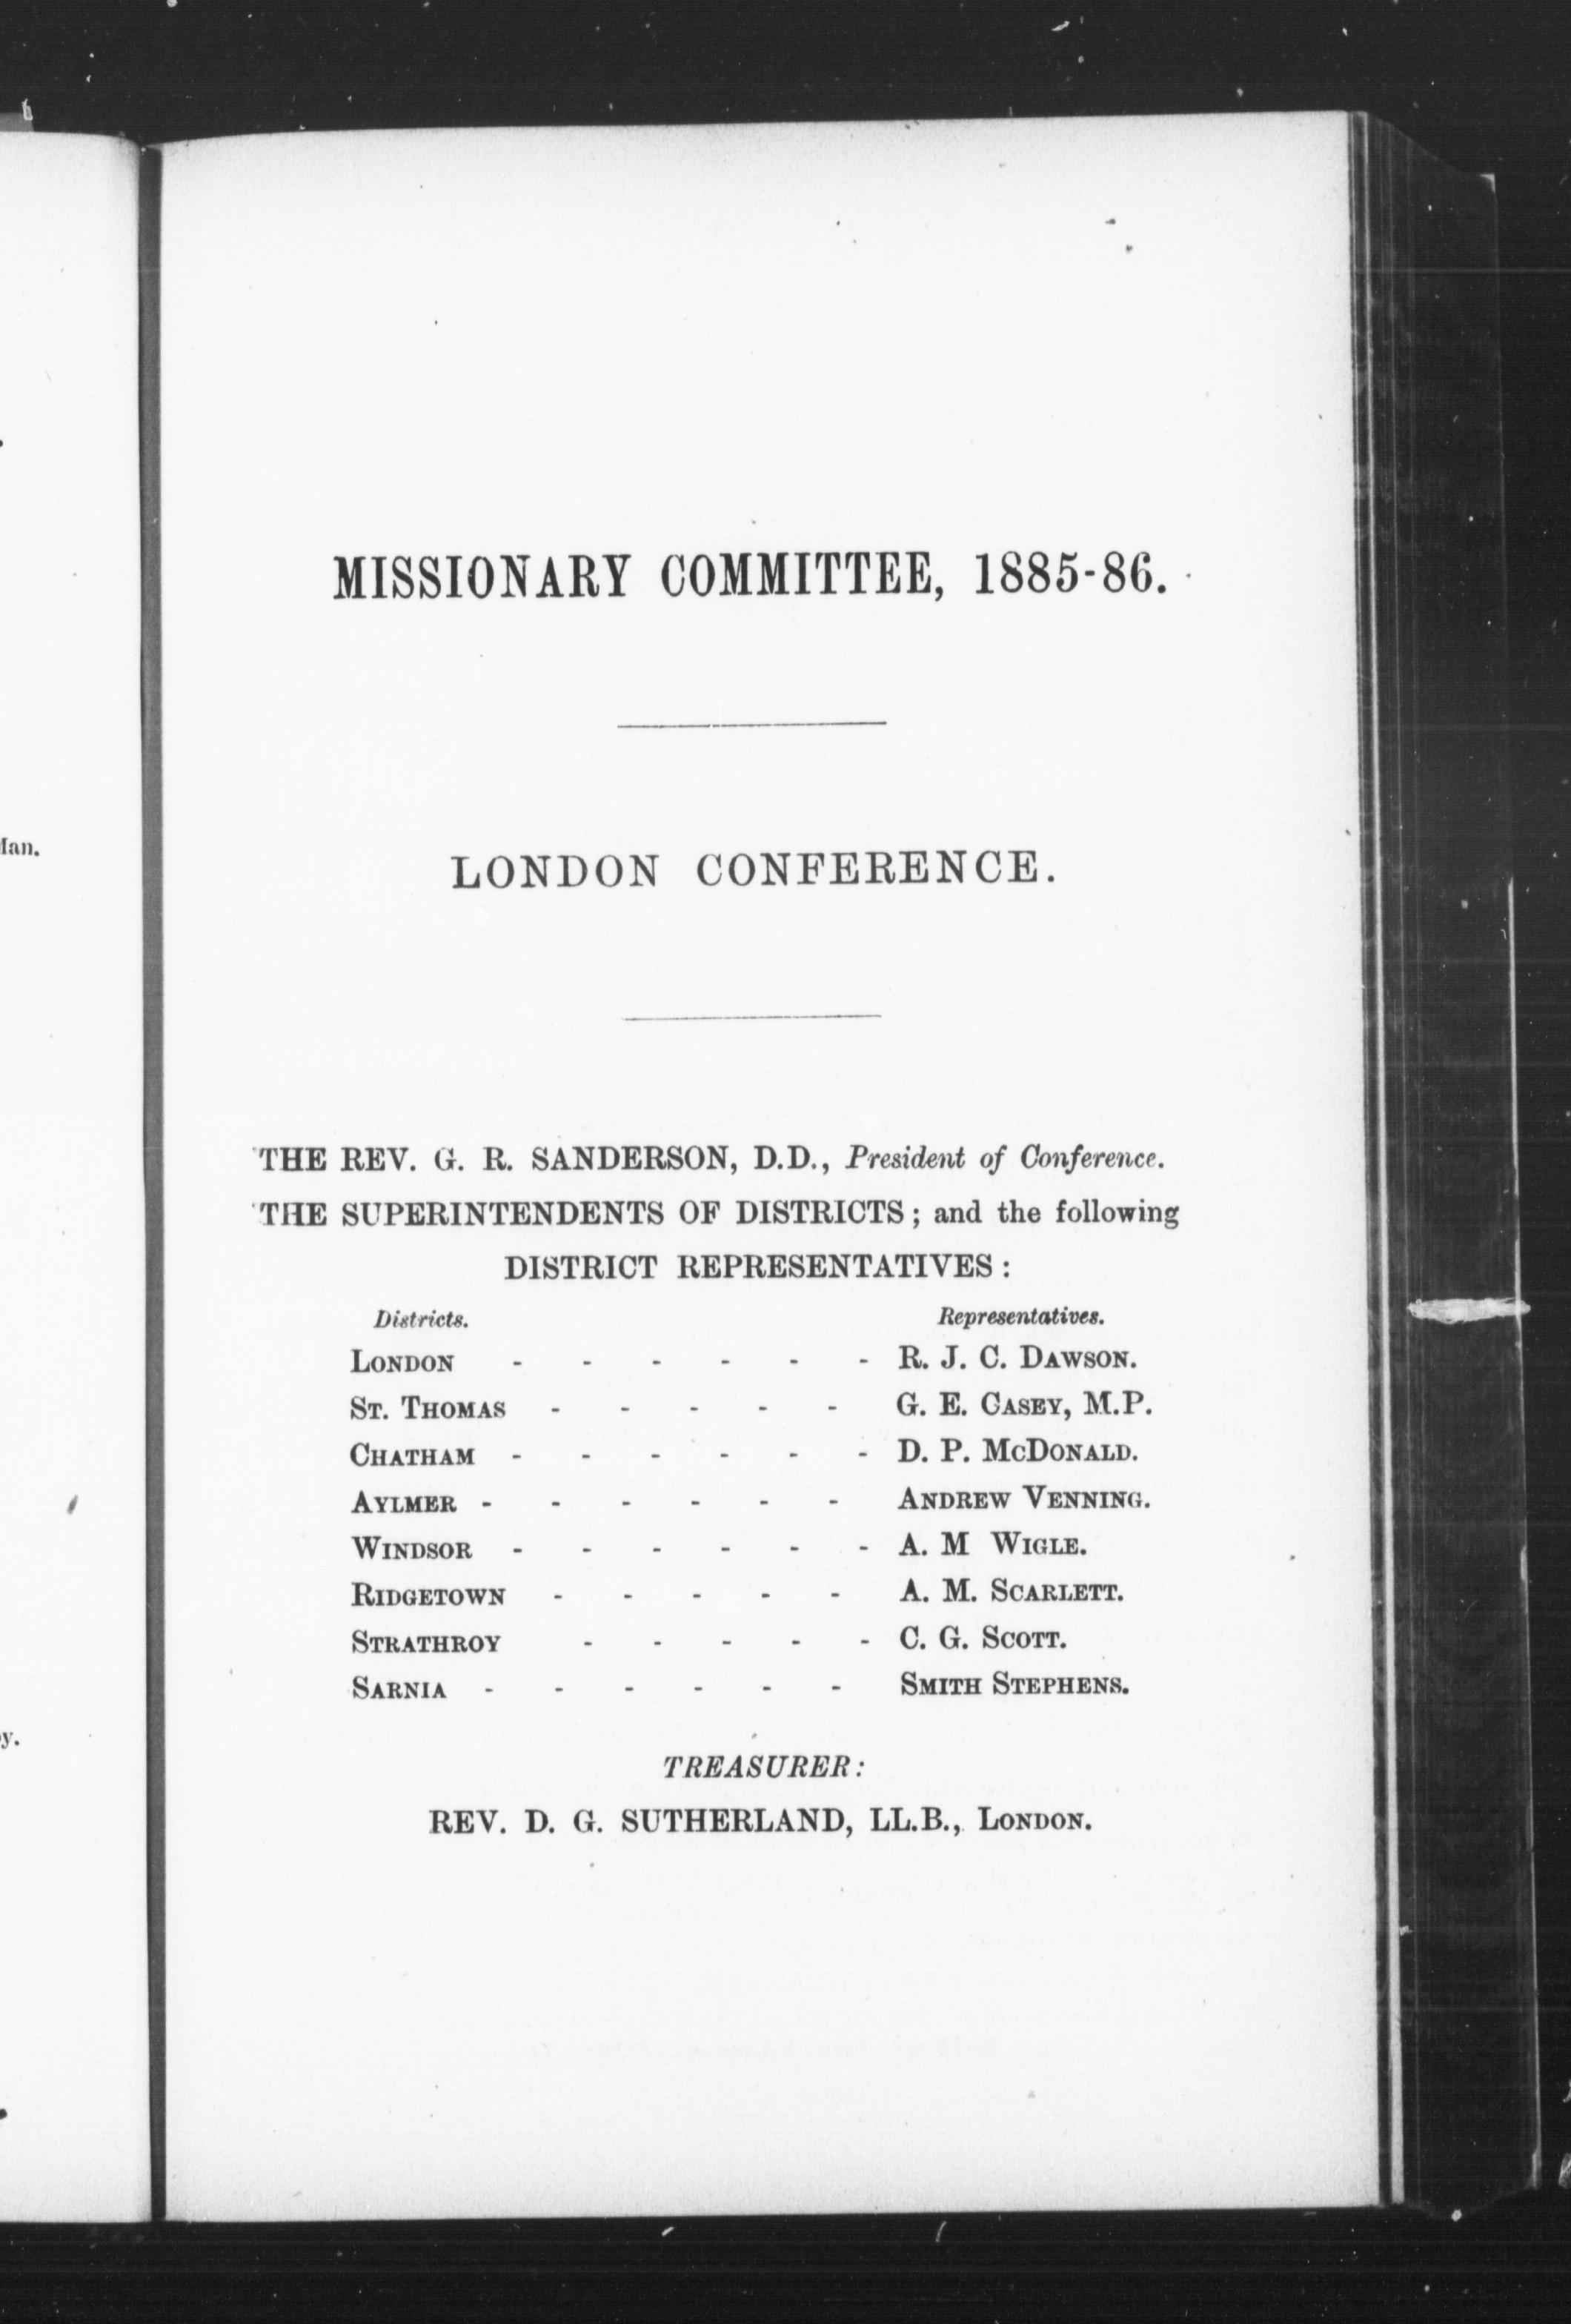 MISSIONARY COMMITTEE, 1885-86.
LONDON CONFERENCE.
THE REV. G. R. SANDERSON, D.D., President of Conference.
THE SUPERINTENDENTS OF DISTRICTS; and the following
DISTRICT REPRESENTATIVES:
Districts. Representatives.
LONDON - - - - - - R. J. C. DAWSON.
ST. THOMAS - - - - - G. E. CASEY, M.P.
CHATHAM - - - - - - D. P. MCDONALD.
AYLMER - - - - - - ANDREW VENNING.
WINDSOR - - - - - - A. M WIGLE.
RIDGETOWN - - - - - A. M. SCARLETT.
STRATHROY - - - - - C. G. SCOTT.
SARNIA - - - - - - SMITH STEPHENS.
TREASURER:
REV. D. G. SUTHERLAND, LL.B., LONDON.